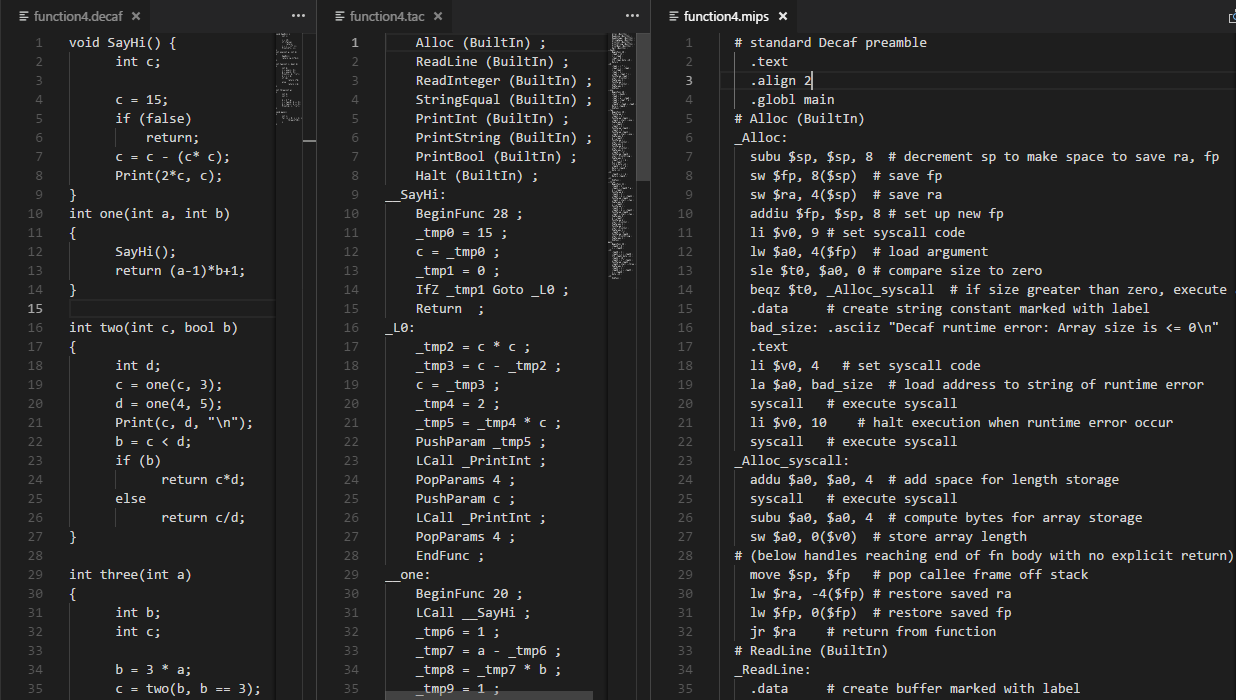 function4.decaf
1 void SayHi() {
2 int c;
3
4 c = 15;
5 if (false)
6 return;
7 c = c - (c* c);
8 Print(2*c, c);
9 }
10 int one(int a, int b)
11 {
12 SayHi();
13 return (a-1)*b+1;
14 }
15
16 int two(int c, bool b)
17 {
18 int d;
19 c = one(c, 3);
20 d = one(4, 5);
21 Print(c, d, "\n");
22 b = c < d;
23 if (b)
24 return c*d;
25 else
26 return c/d;
27 }
28
29 int three(int a)
30 {
31 int b;
32 int c;
33
34 b = 3 * a;
35 c = two(b, b == 3);
function4.tac
1 Alloc (BuiltIn) ;
2 ReadLine (BuiltIn) ;
3 ReadInteger (BuiltIn) ;
4 StringEqual (BuiltIn) ;
5 PrintInt (BuiltIn) ;
6 PrintString (BuiltIn) ;
7 PrintBool (BuiltIn) ;
8 Halt (BuiltIn) ;
9 __SayHi:
10 BeginFunc 28 ;
11 _tmp0 = 15 ;
12 c = _tmp0 ;
13 _tmp1 = 0 ;
14 IfZ _tmp1 Goto _L0 ;
15 Return ;
16 _L0:
17 _tmp2 = c * c ;
18 _tmp3 = c - _tmp2 ;
19 c = _tmp3 ;
20 _tmp4 = 2 ;
21 _tmp5 = _tmp4 * c ;
22 PushParam _tmp5 ;
23 LCall _PrintInt ;
24 PopParams 4 ;
25 PushParam c ;
26 LCall _PrintInt ;
27 PopParams 4 ;
28 EndFunc ;
29 __one:
30 BeginFunc 20 ;
31 LCall __SayHi ;
32 _tmp6 = 1 ;
33 _tmp7 = a - _tmp6 ;
34 _tmp8 = _tmp7 * b ;
35 _tmp9 = 1 ;
function4.mips
1 # standard Decaf preamble
2 .text
3 .align 2
4 .globl main
5 # Alloc (BuiltIn)
6 _Alloc:
7 subu $sp, $sp, 8 # decrement sp to make space to save ra, fp
8 sw $fp, 8($sp) # save fp
9 sw $ra, 4($sp) # save ra
10 addiu $fp, $sp, 8 # set up new fp
11 li $v0, 9 # set syscall code
12 lw $a0, 4($fp) # load argument
13 sle $t0, $a0, 0 # compare size to zero
14 beqz $t0, _Alloc_syscall # if size greater than zero, execute
15 .data # create string constant marked with label
16 bad_size: .asciiz "Decaf runtime error: Array size is <= 0\n"
17 .text
18 li $v0, 4 # set syscall code
19 la $a0, bad_size # load address to string of runtime error
20 syscall # execute syscall
21 li $v0, 10 # halt execution when runtime error occur
22 syscall # execute syscall
23 _Alloc_syscall:
24 addu $a0, $a0, 4 # add space for length storage
25 syscall # execute syscall
26 subu $a0, $a0, 4 # compute bytes for array storage
27 sw $a0, 0($v0) # store array length
28 # (below handles reaching end of fn body with no explicit return)
29 move $sp, $fp # pop callee frame off stack
30 lw $ra, -4($fp) # restore saved ra
31 lw $fp, 0($fp) # restore saved fp
32 jr $ra # return from function
33 # ReadLine (BuiltIn)
34 _ReadLine:
35 .data # create buffer marked with label